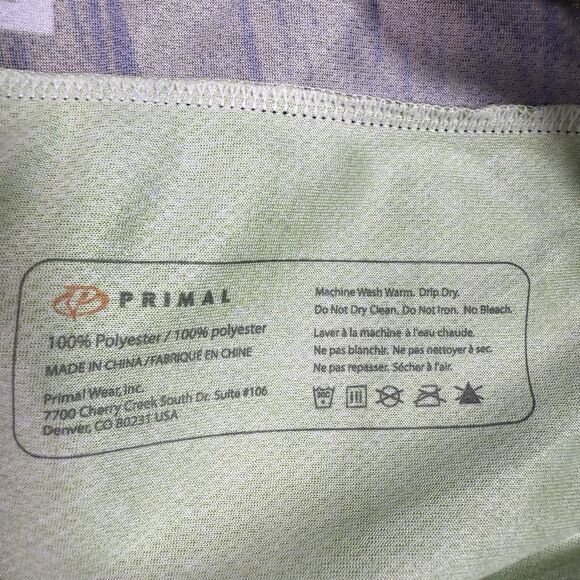 PRIMAL
100% Polyester / 100% polyester
MADE IN CHINA / FABRIQUÉ EN CHINE
Primal Wear, Inc.
7700 Cherry Creek South Dr. Suite #106
Denver, CO 80231 USA
Machine Wash Warm. Drip Dry.
Do Not Dry Clean. Do Not Iron. No Bleach.
Laver à la machine à l'eau chaude.
Ne pas blanchir. Ne pas nettoyer à sec.
Ne pas repasser. Sécher à l'air.